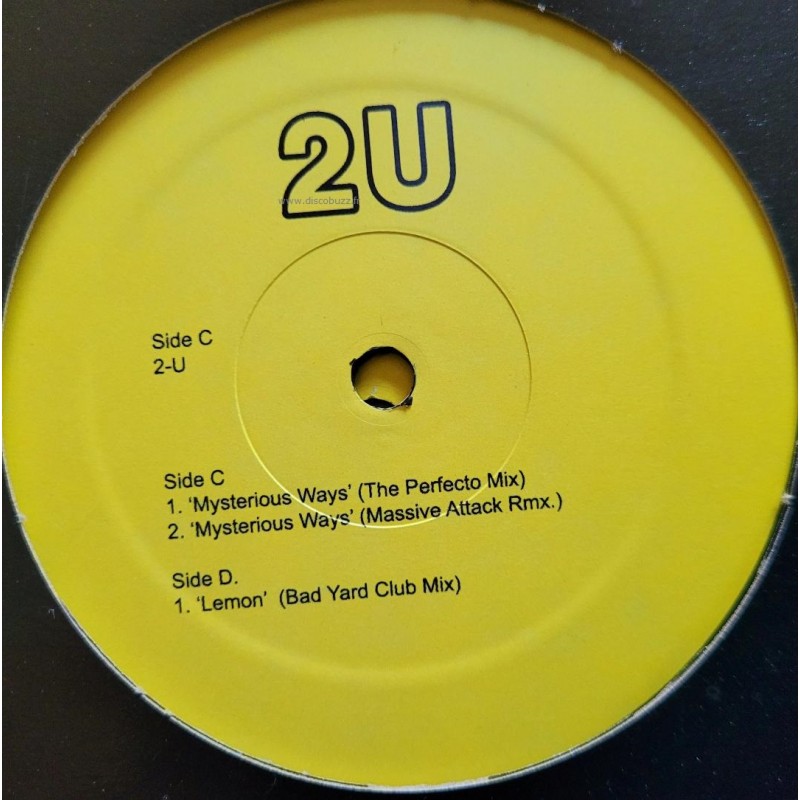 2U
www.discobuzz.fr
Side C
2-U
Side C
1. ‘Mysterious Ways’ (The Perfecto Mix)
2. ‘Mysterious Ways’ (Massive Attack Rmx.)
Side D.
1. ‘Lemon’  (Bad Yard Club Mix)